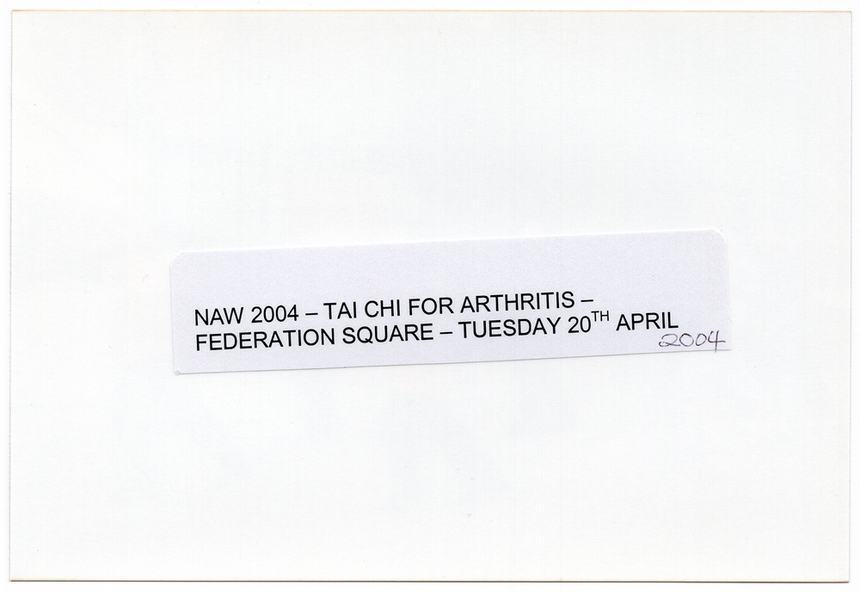 NAW 2004 – TAI CHI FOR ARTHRITIS –
FEDERATION SQUARE – TUESDAY 20TH APRIL
2004